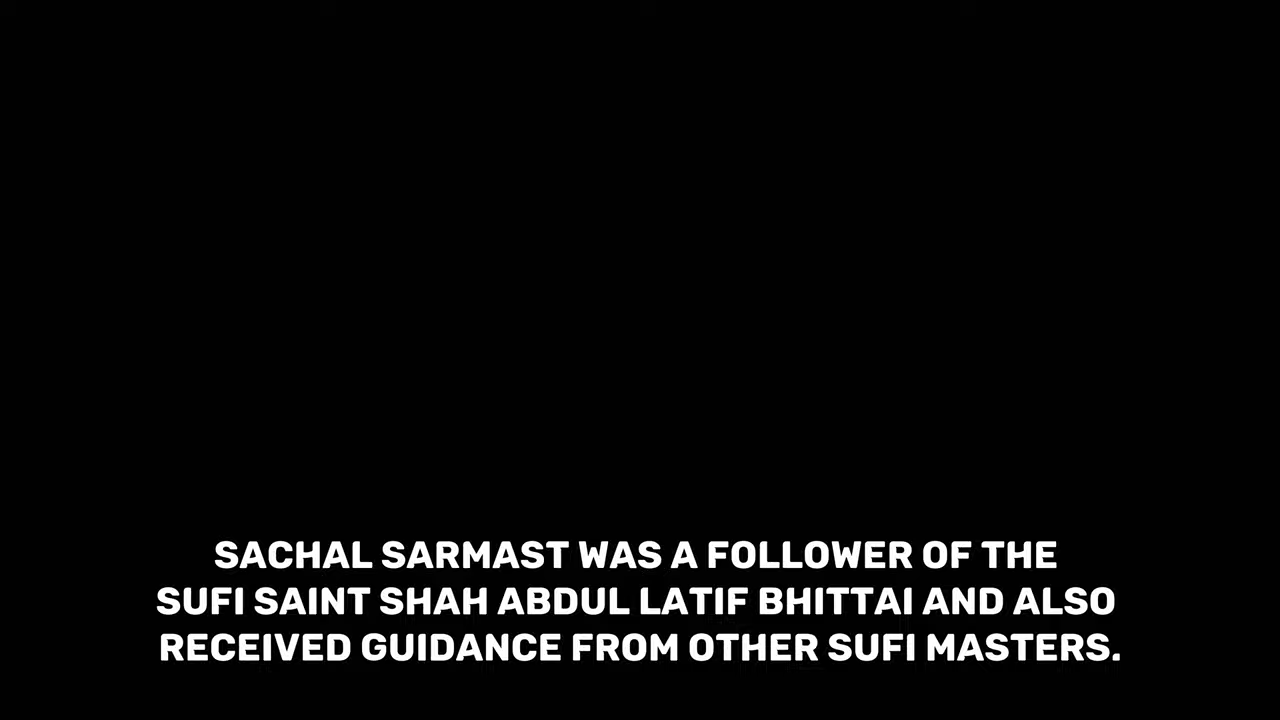 SACHAL SARMAST WAS A FOLLOWER OF THE
SUFI SAINT SHAH ABDUL LATIF BHITTAI AND ALSO
RECEIVED GUIDANCE FROM OTHER SUFI MASTERS.